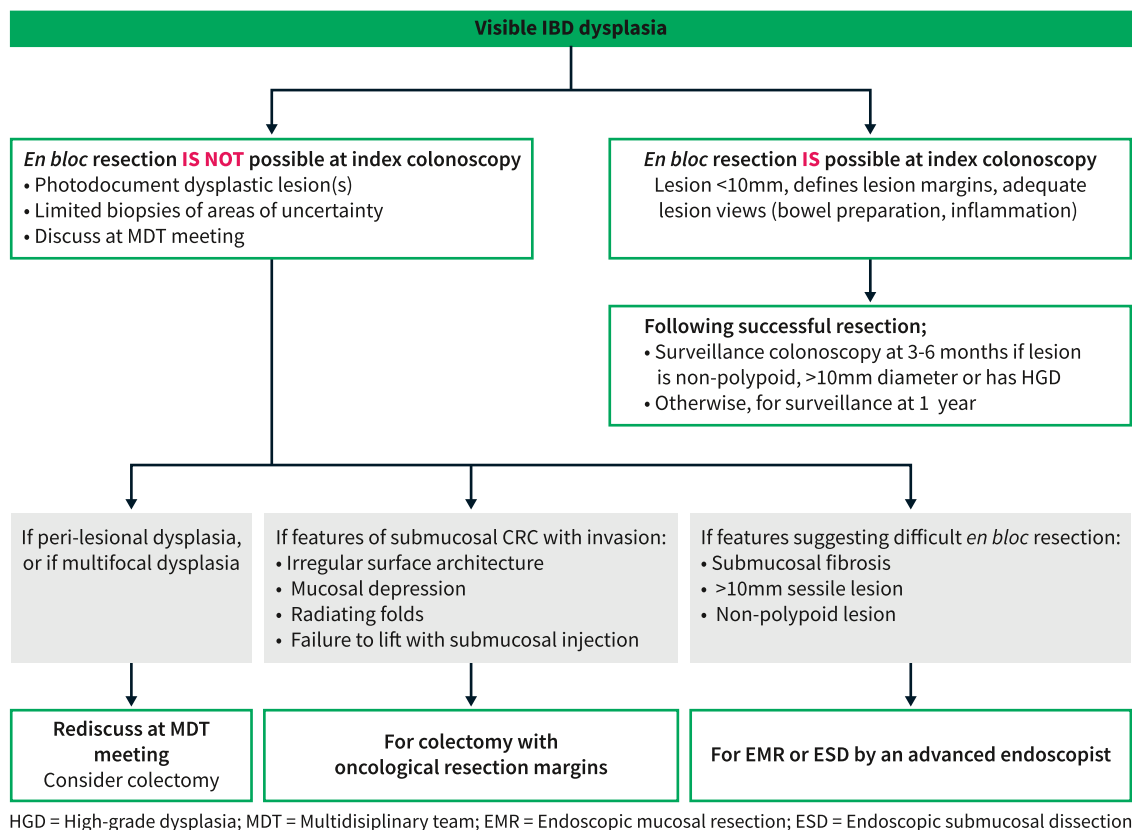 Visible IBD dysplasia
En bloc resection IS NOT possible at index colonoscopy
• Photodocument dysplastic lesion(s)
• Limited biopsies of areas of uncertainty
• Discuss at MDT meeting
En bloc resection IS possible at index colonoscopy
Lesion <10mm, defines lesion margins, adequate
lesion views (bowel preparation, inflammation)
Following successful resection;
• Surveillance colonoscopy at 3-6 months if lesion
is non-polypoid, >10mm diameter or has HGD
• Otherwise, for surveillance at 1 year
If peri-lesional dysplasia,
or if multifocal dysplasia
If features of submucosal CRC with invasion:
• Irregular surface architecture
• Mucosal depression
• Radiating folds
• Failure to lift with submucosal injection
If features suggesting difficult en bloc resection:
• Submucosal fibrosis
• >10mm sessile lesion
• Non-polypoid lesion
Rediscuss at MDT
meeting
Consider colectomy
For colectomy with
oncological resection margins
For EMR or ESD by an advanced endoscopist
HGD = High-grade dysplasia; MDT = Multidisiplinary team; EMR = Endoscopic mucosal resection; ESD = Endoscopic submucosal dissection